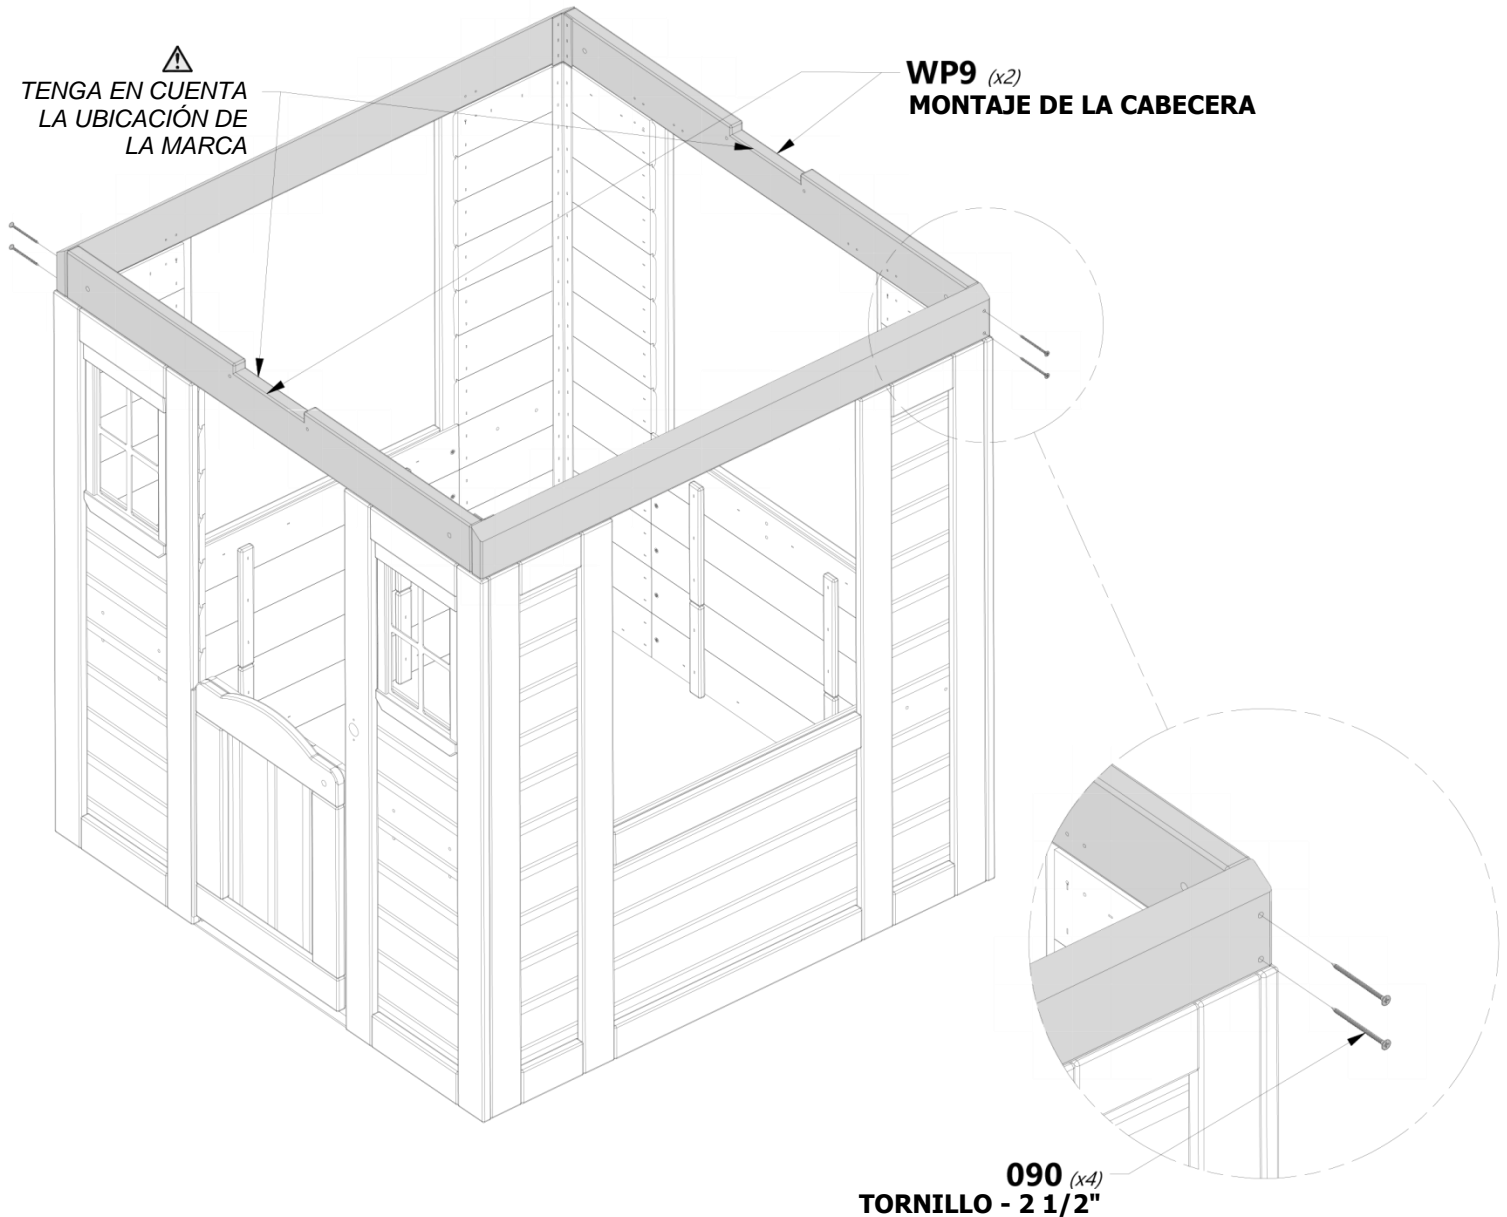 TENGA EN CUENTA
LA UBICACIÓN DE
LA MARCA
WP9 (x2)
MONTAJE DE LA CABECERA
090 (x4)
TORNILLO - 2 1/2"